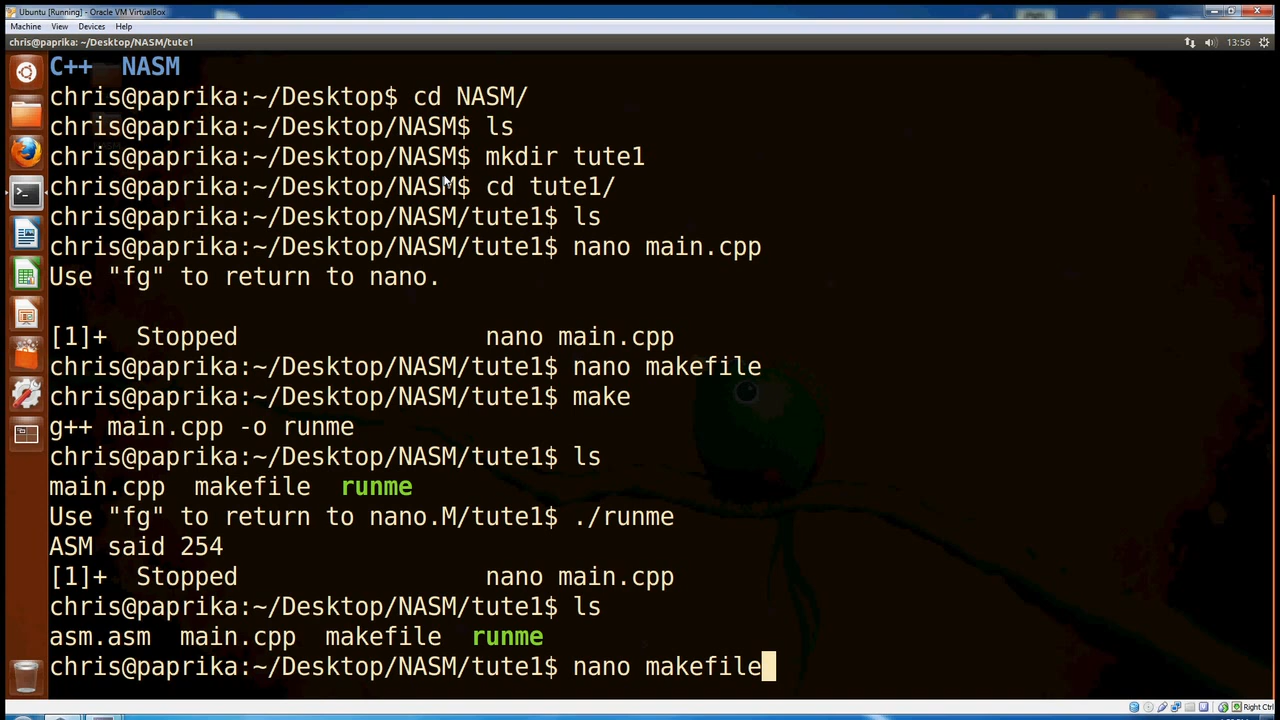 Ubuntu [Running] - Oracle VM VirtualBox
Machine View Devices Help
chris@paprika: ~/Desktop/NASM/tute1 13:56
C++ NASM
chris@paprika:~/Desktop$ cd NASM/
chris@paprika:~/Desktop/NASM$ ls
chris@paprika:~/Desktop/NASM$ mkdir tute1
chris@paprika:~/Desktop/NASM$ cd tute1/
chris@paprika:~/Desktop/NASM/tute1$ ls
chris@paprika:~/Desktop/NASM/tute1$ nano main.cpp
Use "fg" to return to nano.
[1]+ Stopped nano main.cpp
chris@paprika:~/Desktop/NASM/tute1$ nano makefile
chris@paprika:~/Desktop/NASM/tute1$ make
g++ main.cpp -o runme
chris@paprika:~/Desktop/NASM/tute1$ ls
main.cpp makefile runme
Use "fg" to return to nano.M/tute1$ ./runme
ASM said 254
[1]+ Stopped nano main.cpp
chris@paprika:~/Desktop/NASM/tute1$ ls
asm.asm main.cpp makefile runme
chris@paprika:~/Desktop/NASM/tute1$ nano makefile
Right Ctrl